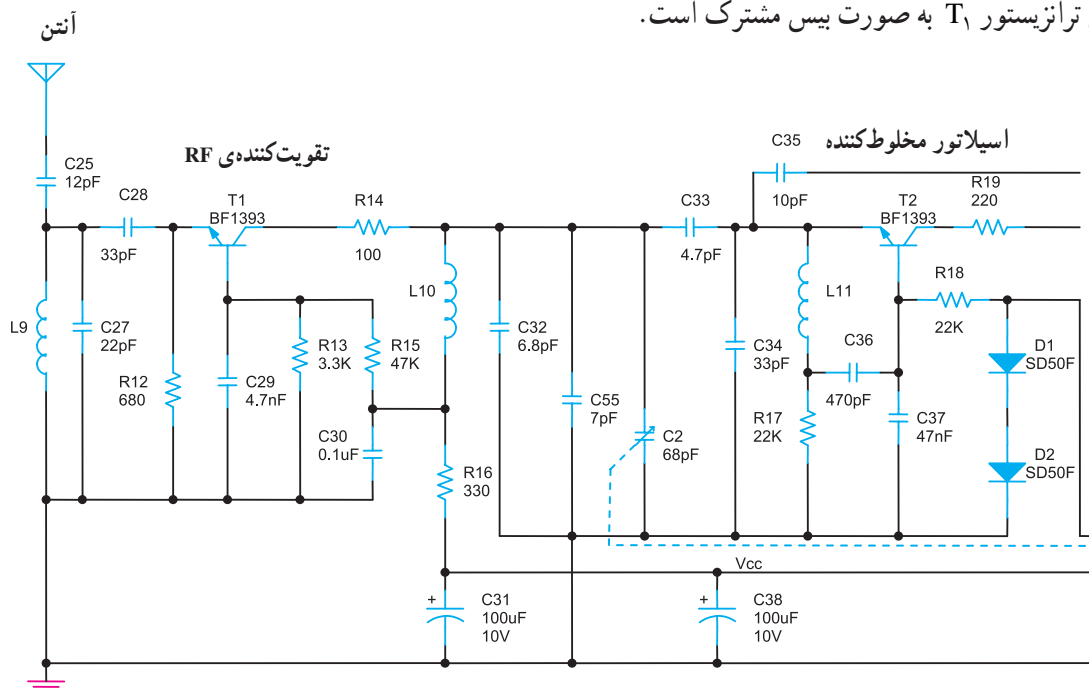 ترانزیستور T۱ به صورت بیس مشترک است.
آنتن
تقویت‌کننده‌ی RF
اسیلاتور مخلوط‌کننده
C25
12pF
C28
33pF
T1
BF1393
R14
100
C33
4.7pF
C35
10pF
T2
BF1393
R19
220
L9
C27
22pF
R12
680
C29
4.7nF
R13
3.3K
R15
47K
C30
0.1uF
L10
R16
330
C32
6.8pF
C55
7pF
C2
68pF
C34
33pF
L11
R17
22K
C36
470pF
R18
22K
C37
47nF
D1
SD50F
D2
SD50F
Vcc
+
C31
100uF
10V
+
C38
100uF
10V